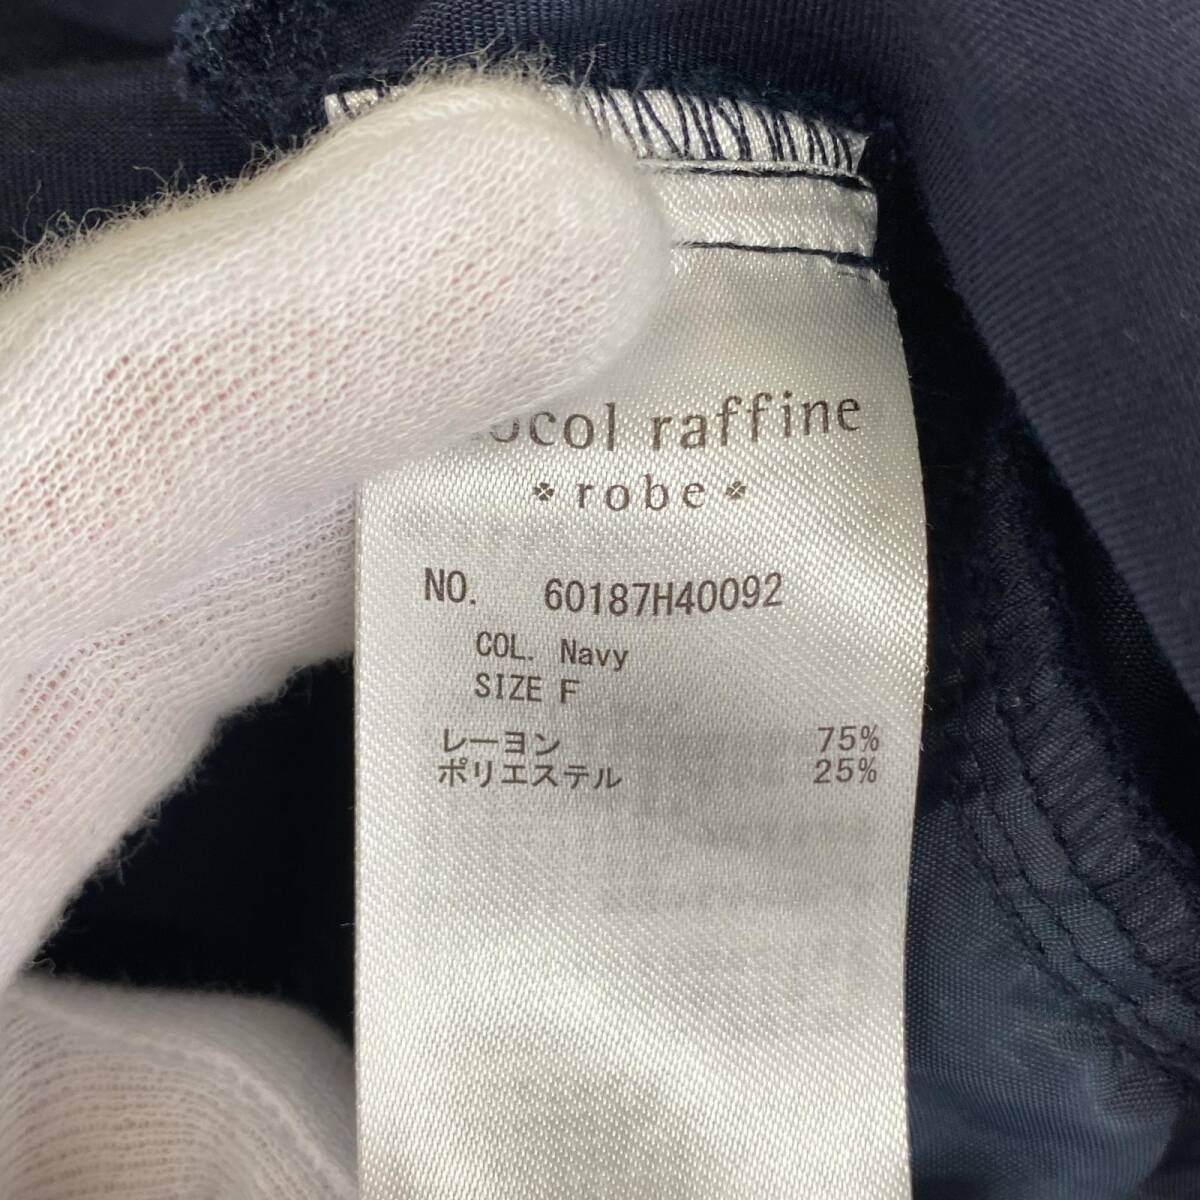 raffine
robe
NO. 60187H40092
COL. Navy
SIZE F
レーヨン 75%
ポリエステル 25%